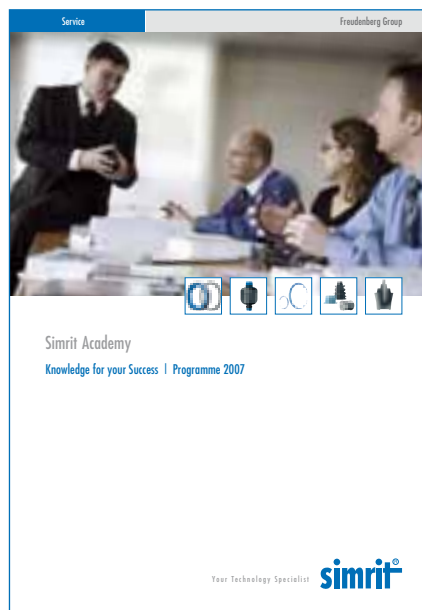 Service
Freudenberg Group
Simrit Academy
Knowledge for your Success | Programme 2007
Your Technology Specialist
simrit®